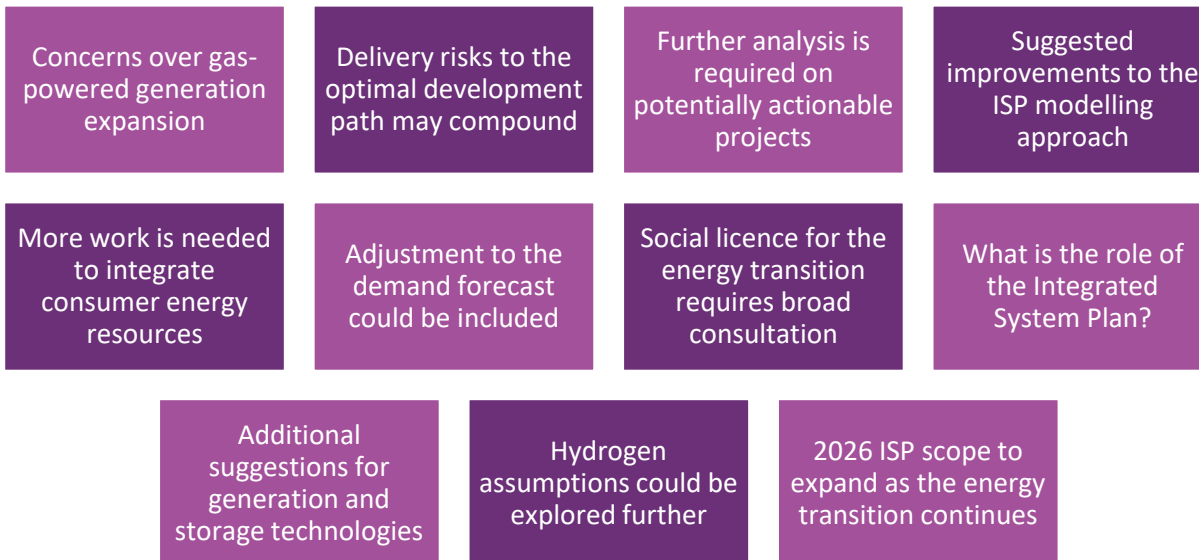 Concerns over gas-
powered generation
expansion
Delivery risks to the
optimal development
path may compound
Further analysis is
required on
potentially actionable
projects
Suggested
improvements to the
ISP modelling
approach
More work is needed
to integrate
consumer energy
resources
Adjustment to the
demand forecast
could be included
Social licence for the
energy transition
requires broad
consultation
What is the role of
the Integrated
System Plan?
Additional
suggestions for
generation and
storage technologies
Hydrogen
assumptions could be
explored further
2026 ISP scope to
expand as the energy
transition continues